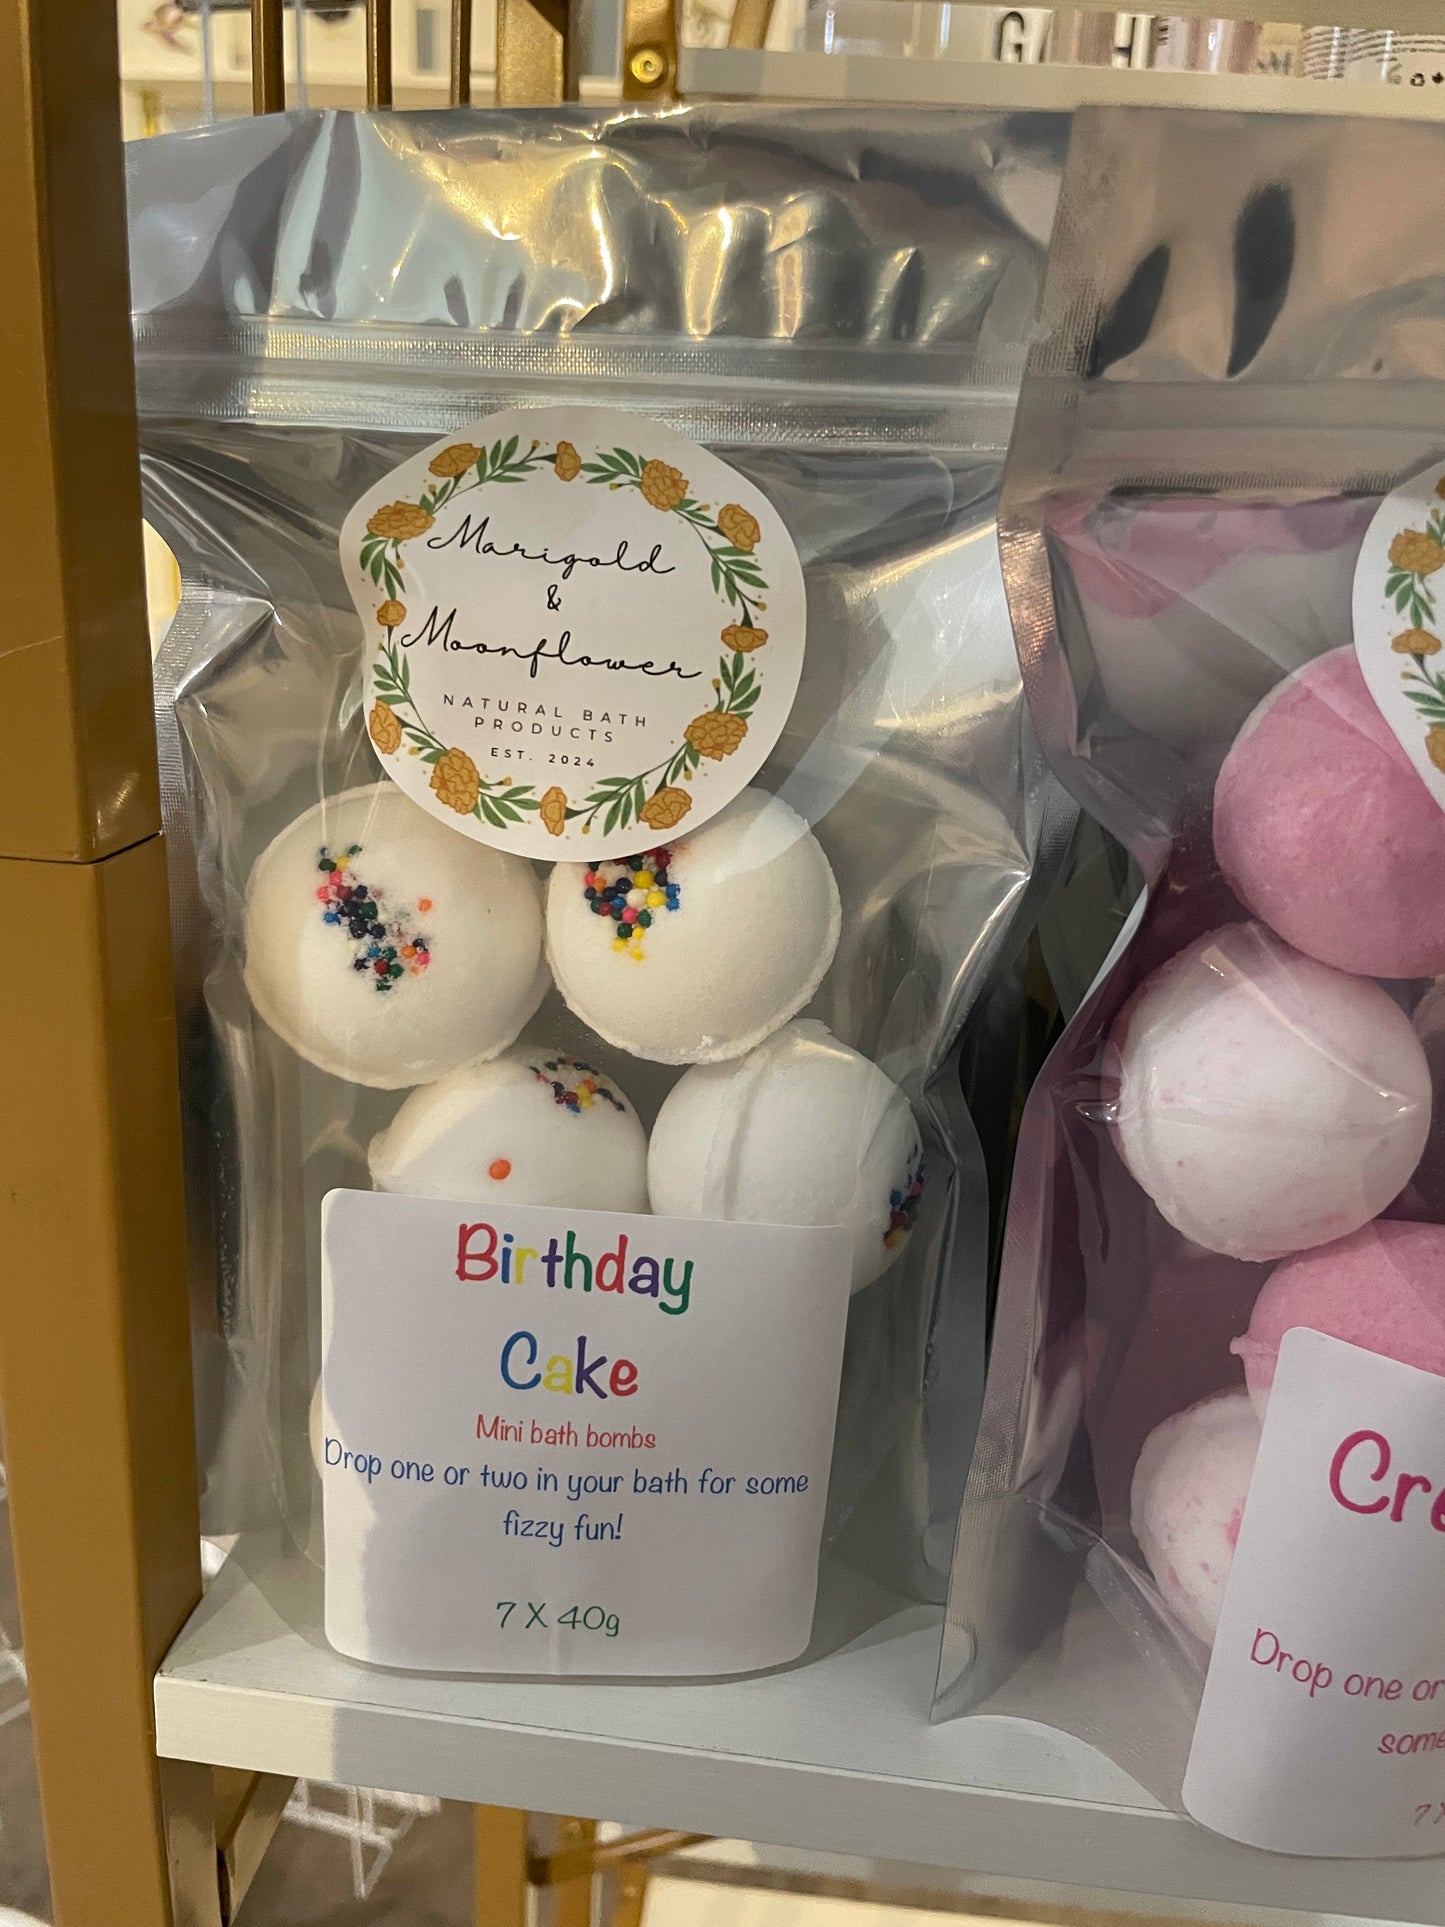 Marigold
&
Moonflower
NATURAL BATH
PRODUCTS
EST. 2024
Birthday
Cake
Mini bath bombs
Drop one or two in your bath for some
fizzy fun!
7 X 40g
Drop one or
some